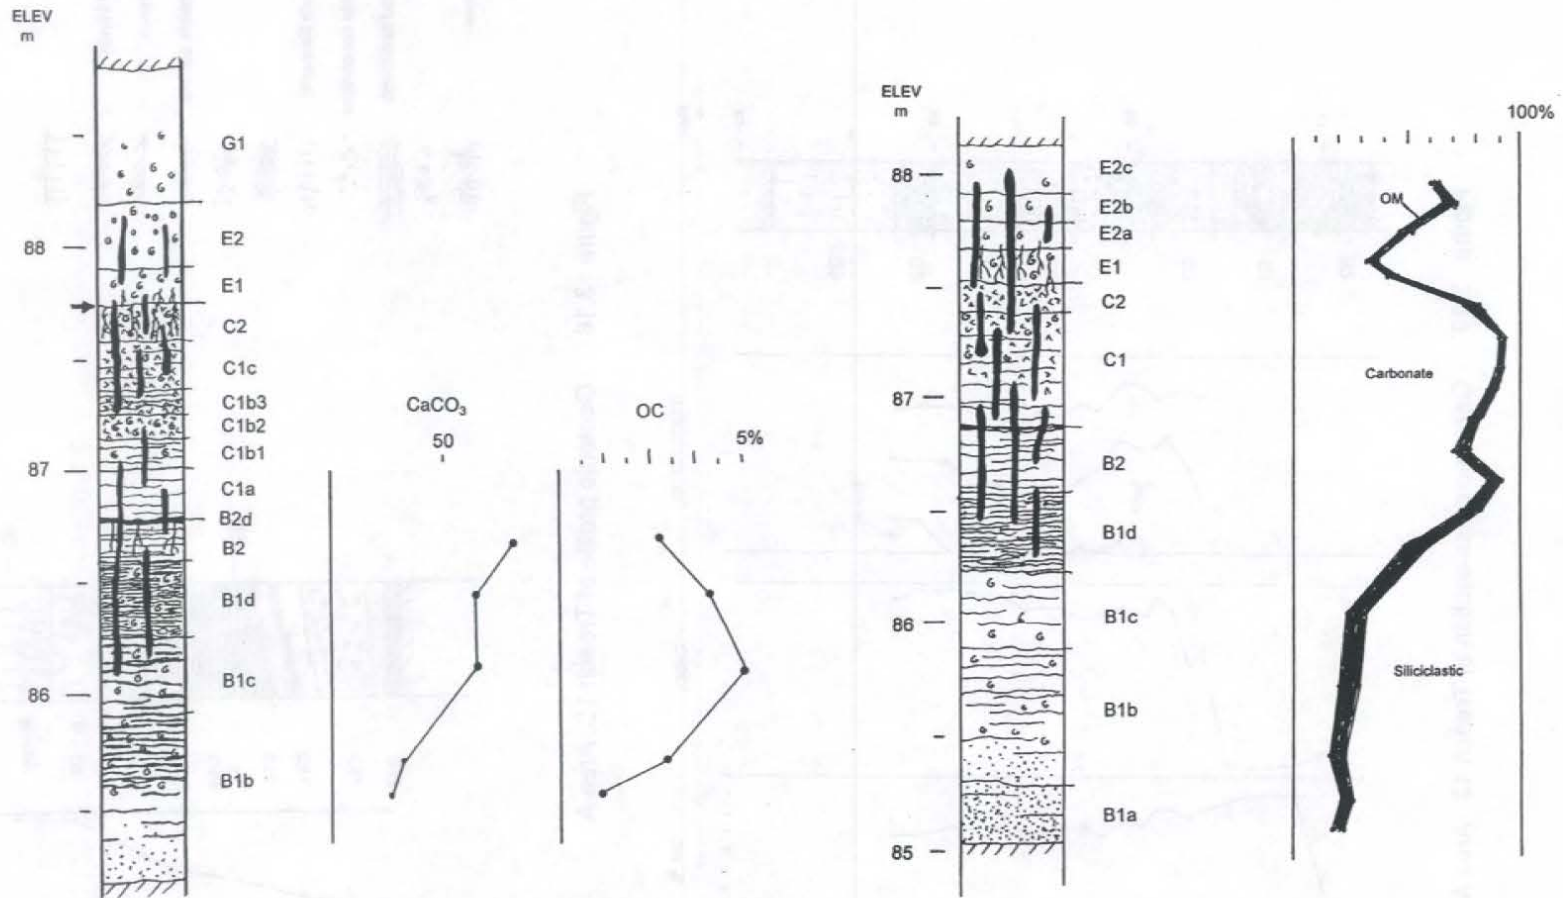 ELEV
m
G1
E2
88
E1
C2
C1c
C1b3
C1b2
C1b1
87
C1a
B2d
B2
B1d
B1c
86
B1b
CaCO₃
50
OC
5%
ELEV
m
88
E2c
E2b
E2a
E1
C2
C1
87
B2
B1d
86
B1c
B1b
B1a
85
100%
OM
Carbonate
Siliciclastic